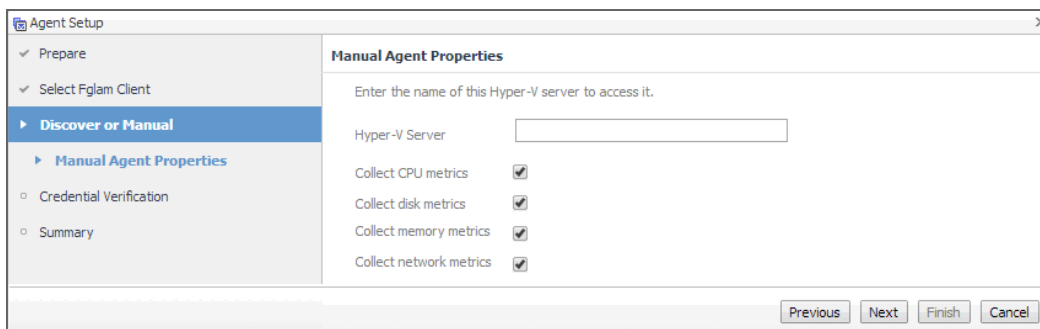 Agent Setup
Prepare
Select Fglam Client
Discover or Manual
Manual Agent Properties
Credential Verification
Summary
Manual Agent Properties
Enter the name of this Hyper-V server to access it.
Hyper-V Server
Collect CPU metrics
Collect disk metrics
Collect memory metrics
Collect network metrics
Previous Next Finish Cancel